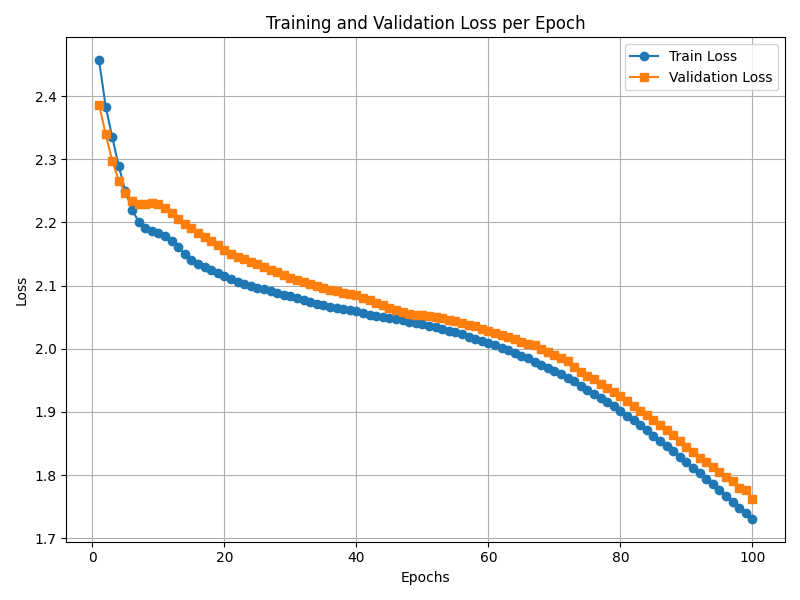 Training and Validation Loss per Epoch
Train Loss
Validation Loss
2.4
2.3
2.2
2.1
2.0
1.9
1.8
1.7
Loss
0 20 40 60 80 100
Epochs